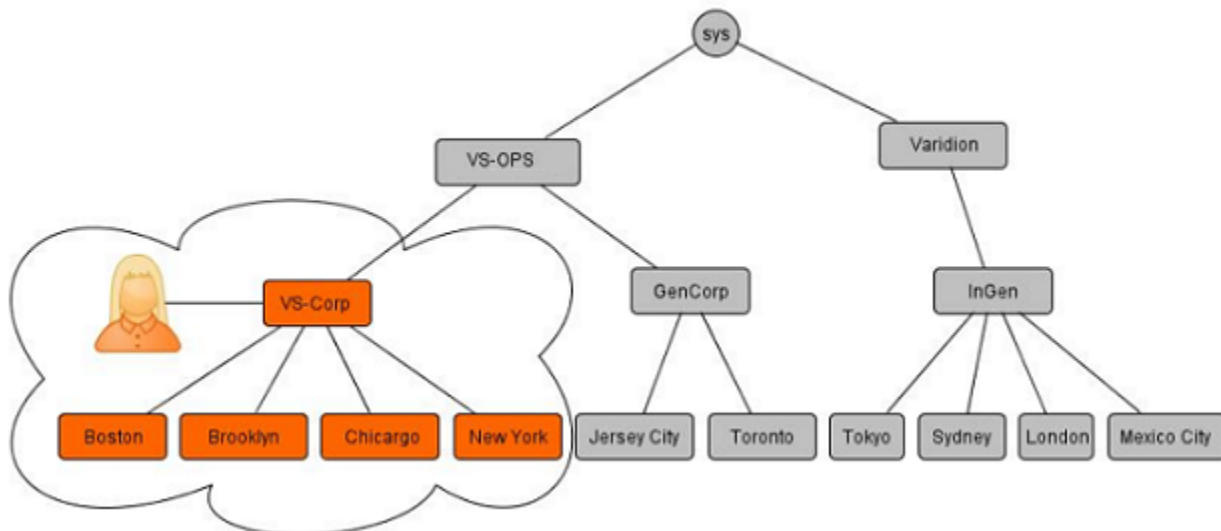 sys
VS-OPS
Varidion
VS-Corp
GenCorp
InGen
Boston
Brooklyn
Chicargo
New York
Jersey City
Toronto
Tokyo
Sydney
London
Mexico City